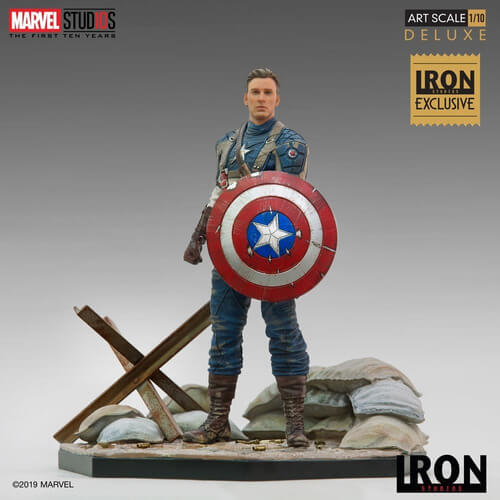 MARVEL STUDIOS
THE FIRST TEN YEARS
ART SCALE 1/10
DELUXE
IRON
STUDIOS
EXCLUSIVE
©2019 MARVEL
IRON
STUDIOS